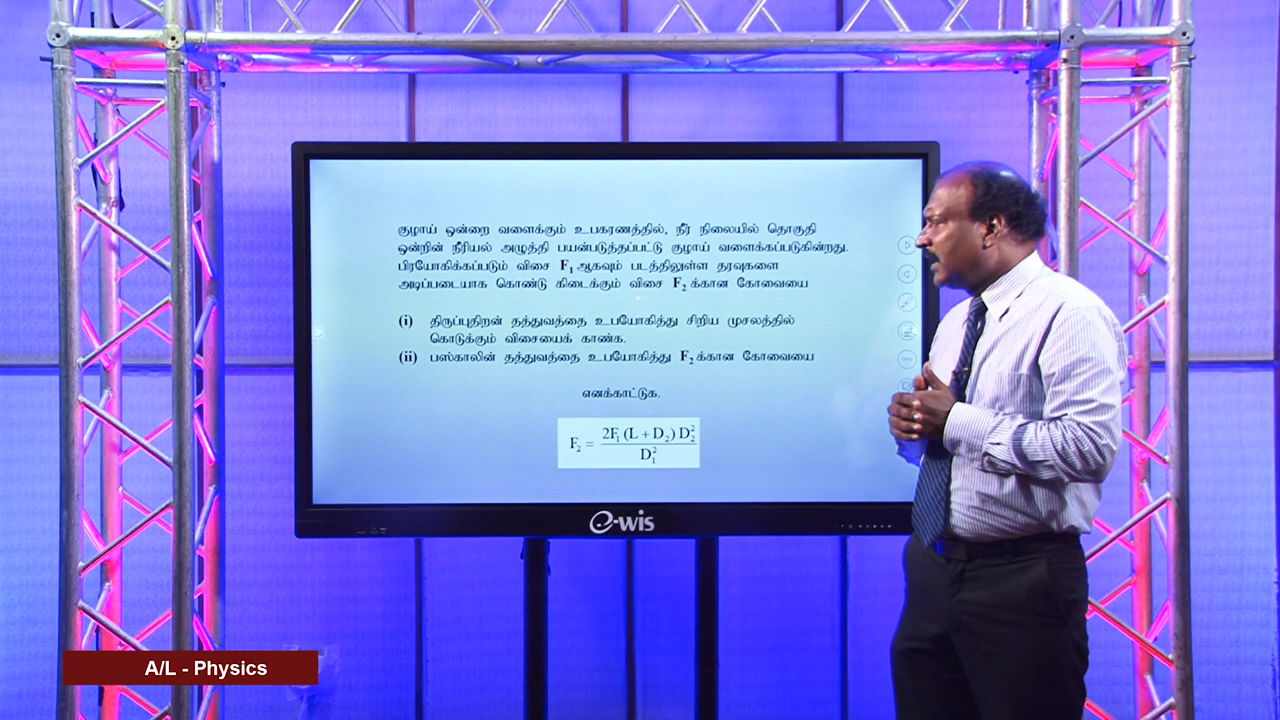 குழாய் ஒன்றை வளைக்கும் உபகரணத்தில், நீர் நிலையில் தொகுதி
ஒன்றின் நீரியல் அழுத்தி பயன்படுத்தப்பட்டு குழாய் வளைக்கப்படுகின்றது.
பிரயோகிக்கப்படும் விசை F₁ ஆகவும் படத்திலுள்ள தரவுகளை
அடிப்படையாக கொண்டு கிடைக்கும் விசை F₂ க்கான கோவையை
(i) திருப்புதிறன் தத்துவத்தை உபயோகித்து சிறிய முசலத்தில்
கொடுக்கும் விசையைக் காண்க.
(ii) பஸ்காலின் தத்துவத்தை உபயோகித்து F₂ க்கான கோவையை
எனக்காட்டுக.
F₂ = 2F₁ (L + D₂) D₂² / D₁²
e-wis
A/L - Physics